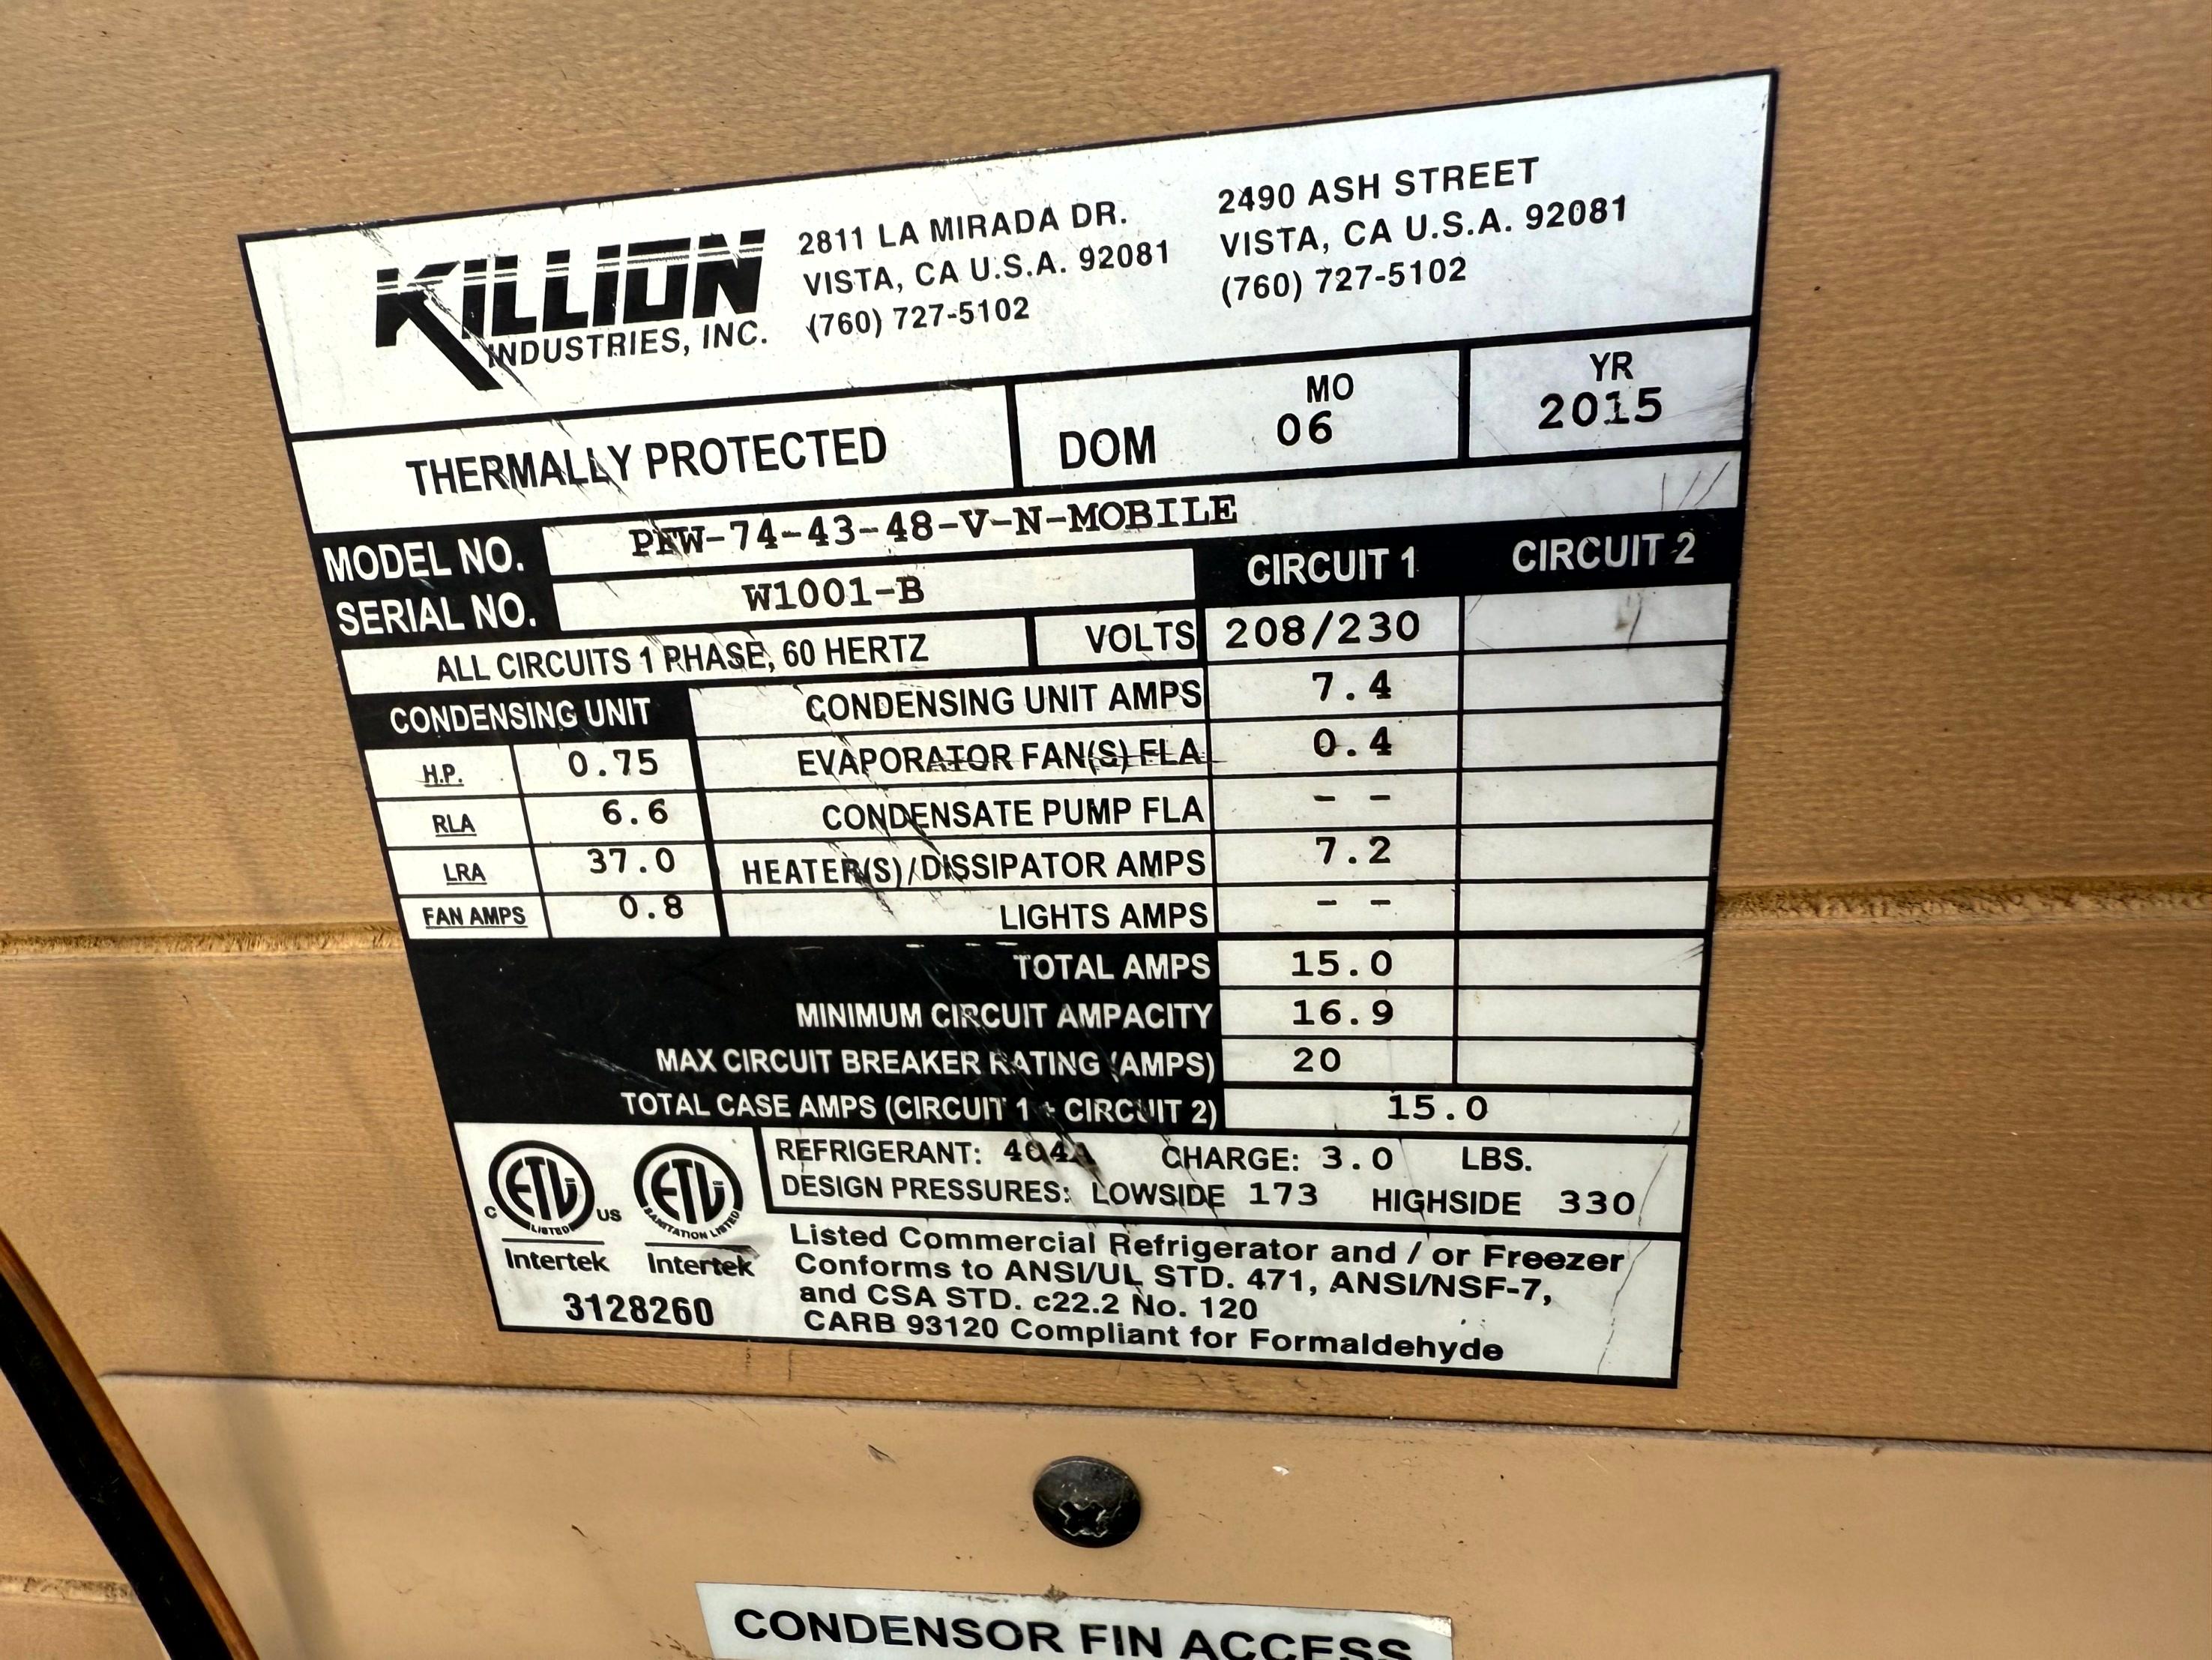 KILLION
INDUSTRIES, INC.
2811 LA MIRADA DR.
VISTA, CA U.S.A. 92081
(760) 727-5102
2490 ASH STREET
VISTA, CA U.S.A. 92081
(760) 727-5102
THERMALLY PROTECTED
DOM
MO
06
YR
2015
MODEL NO. -74-43-48-V-N-MOBILE
SERIAL NO. W1001-B
CIRCUIT 1 CIRCUIT 2
ALL CIRCUITS 1 PHASE, 60 HERTZ
VOLTS 208/230
CONDENSING UNIT
H.P. 0.75
RLA 6.6
LRA 37.0
FAN AMPS 0.8
CONDENSING UNIT AMPS 7.4
EVAPORATOR FAN(S) FLA 0.4
CONDENSATE PUMP FLA - -
HEATER(S)/DISSIPATOR AMPS 7.2
LIGHTS AMPS - -
TOTAL AMPS 15.0
MINIMUM CIRCUIT AMPACITY 16.9
MAX CIRCUIT BREAKER RATING (AMPS) 20
TOTAL CASE AMPS (CIRCUIT 1 + CIRCUIT 2) 15.0
C ETL US
LISTED
Intertek
ETL
SANITATION LISTED
Intertek
3128260
REFRIGERANT: 404A CHARGE: 3.0 LBS.
DESIGN PRESSURES: LOWSIDE 173 HIGHSIDE 330
Listed Commercial Refrigerator and / or Freezer
Conforms to ANSI/UL STD. 471, ANSI/NSF-7,
and CSA STD. c22.2 No. 120
CARB 93120 Compliant for Formaldehyde
CONDENSOR FIN ACCESS